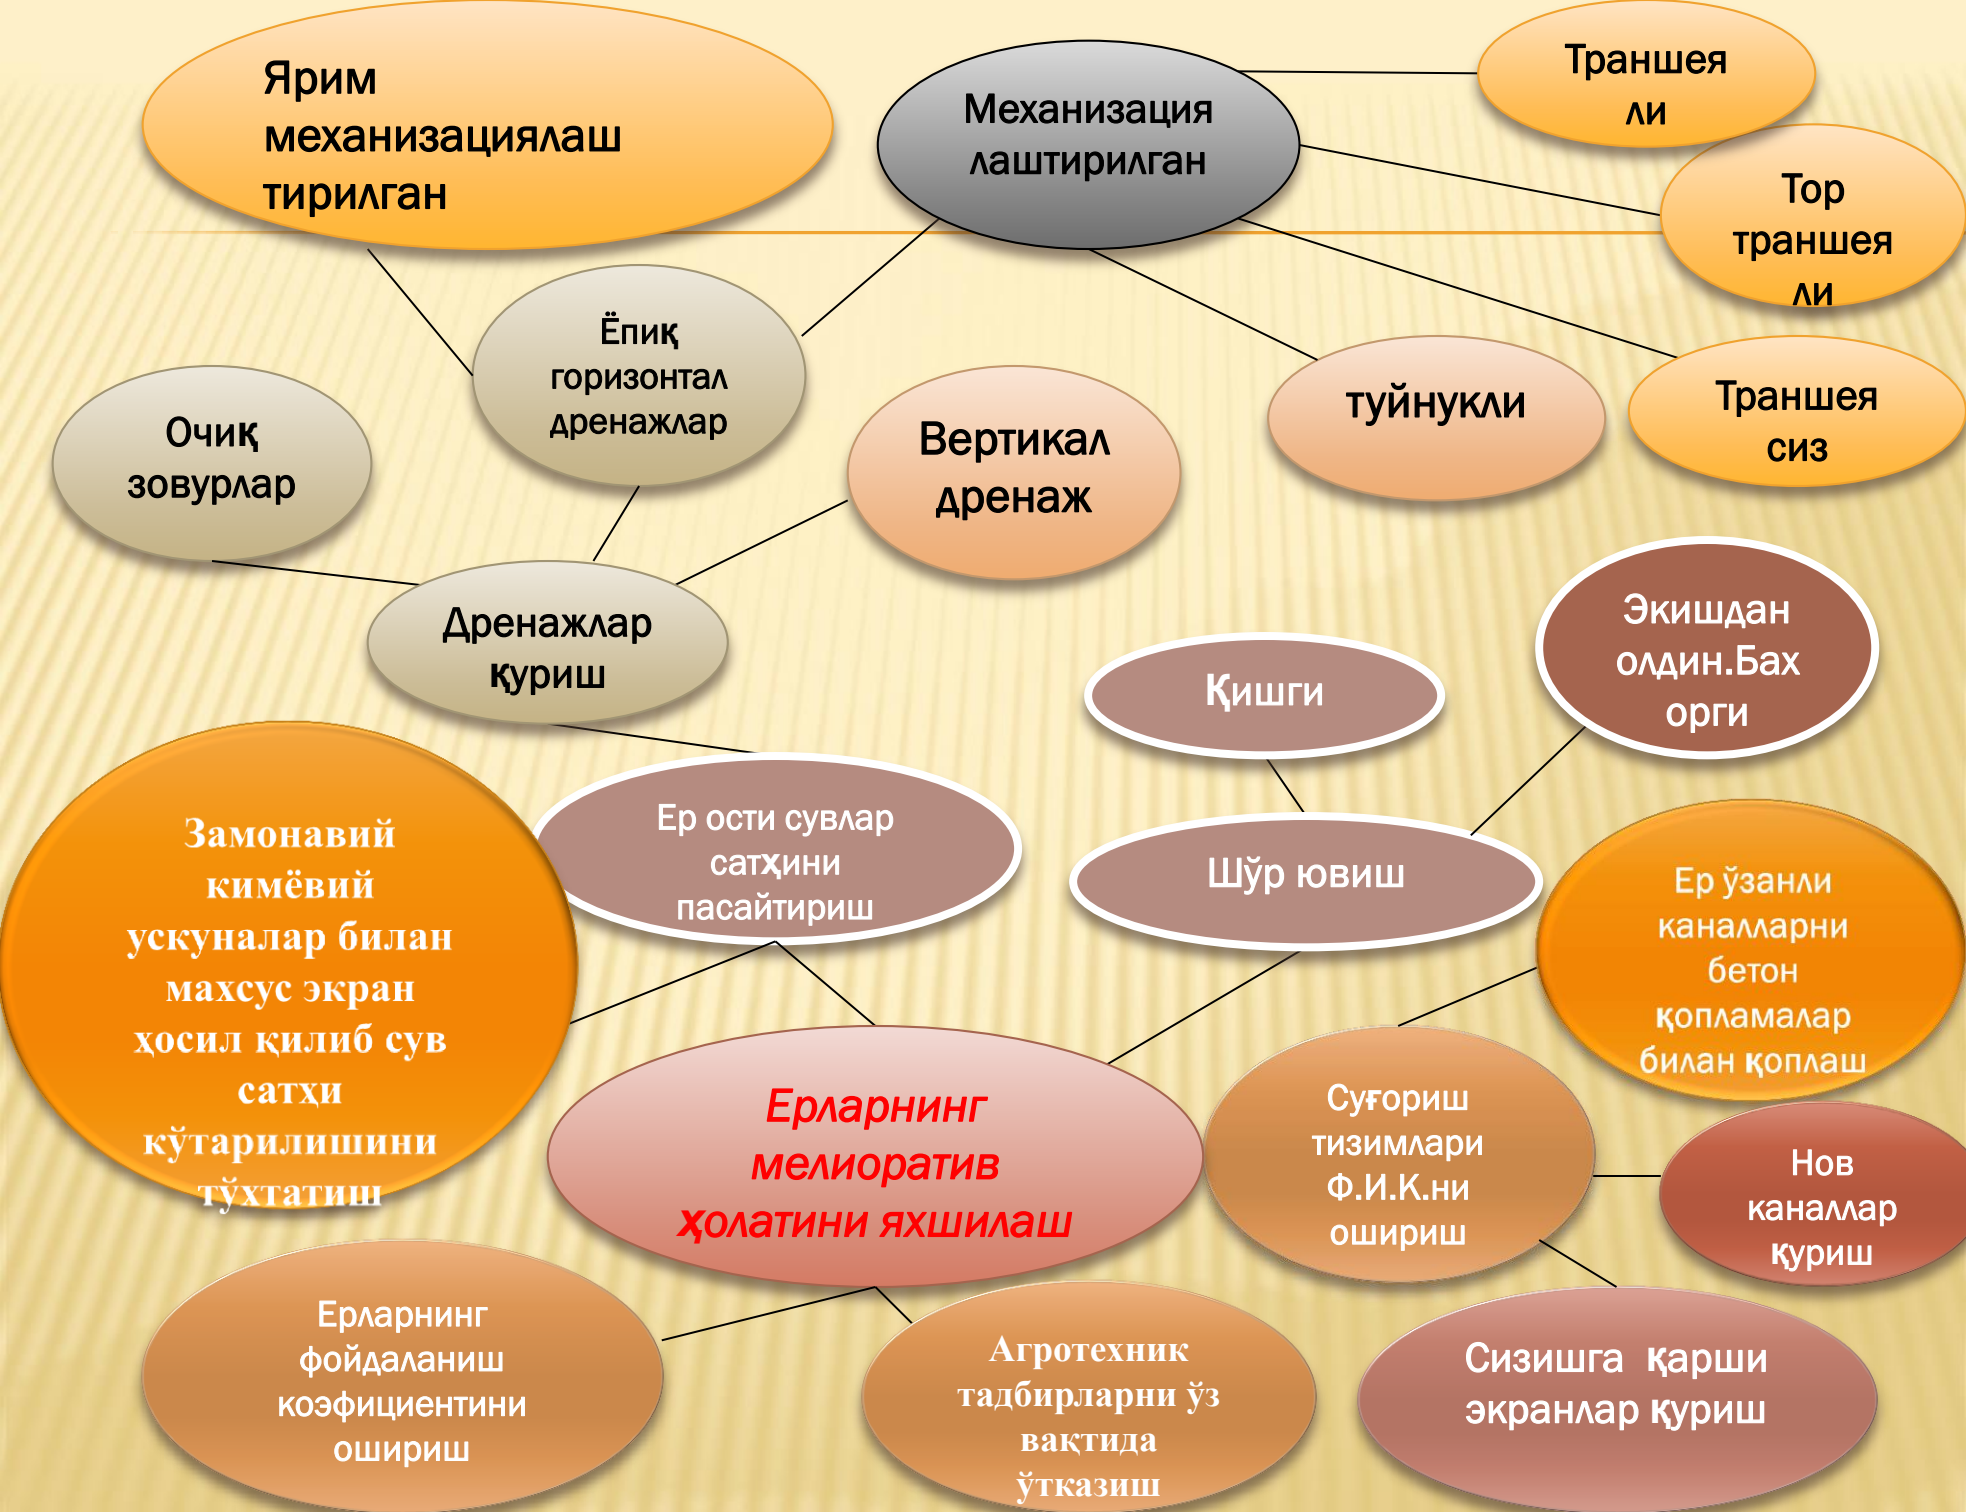 Ярим
механизациялаш
тирилган
Механизация
лаштирилган
Траншея
ли
Тор
траншея
ли
Ёпиқ
горизонтал
дренажлар
Очиқ
зовурлар
Вертикал
дренаж
туйнукли
Траншея
сиз
Дренажлар
қуриш
Қишги
Экишдан
олдин.Бах
орги
Замонавий
кимёвий
ускуналар билан
махсус экран
ҳосил қилиб сув
сатҳи
кўтарилишини
тўхтатиш
Ер ости сувлар
сатҳини
пасайтириш
Шўр ювиш
Ер ўзанли
каналларни
бетон
қопламалар
билан қоплаш
Ерларнинг
мелиоратив
ҳолатини яхшилаш
Суғориш
тизимлари
Ф.И.К.ни
ошириш
Нов
каналлар
қуриш
Ерларнинг
фойдаланиш
коэфициентини
ошириш
Агротехник
тадбирларни ўз
вақтида
ўтказиш
Сизишга қарши
экранлар қуриш